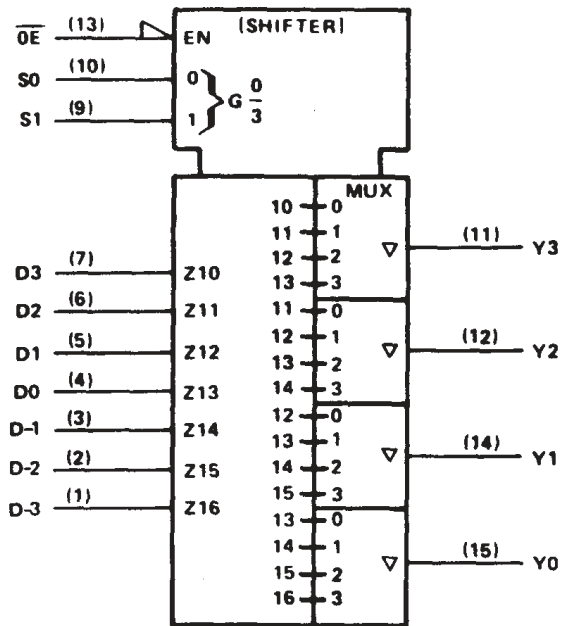 (SHIFTER)
OE (13) EN
S0 (10) 0
G 0/3
S1 (9) 1
MUX
10 0
11 1
12 2
13 3
(11) Y3
D3 (7) Z10
D2 (6) Z11
D1 (5) Z12
D0 (4) Z13
D-1 (3) Z14
D-2 (2) Z15
D-3 (1) Z16
11 0
12 1
13 2
14 3
(12) Y2
12 0
13 1
14 2
15 3
(14) Y1
13 0
14 1
15 2
16 3
(15) Y0